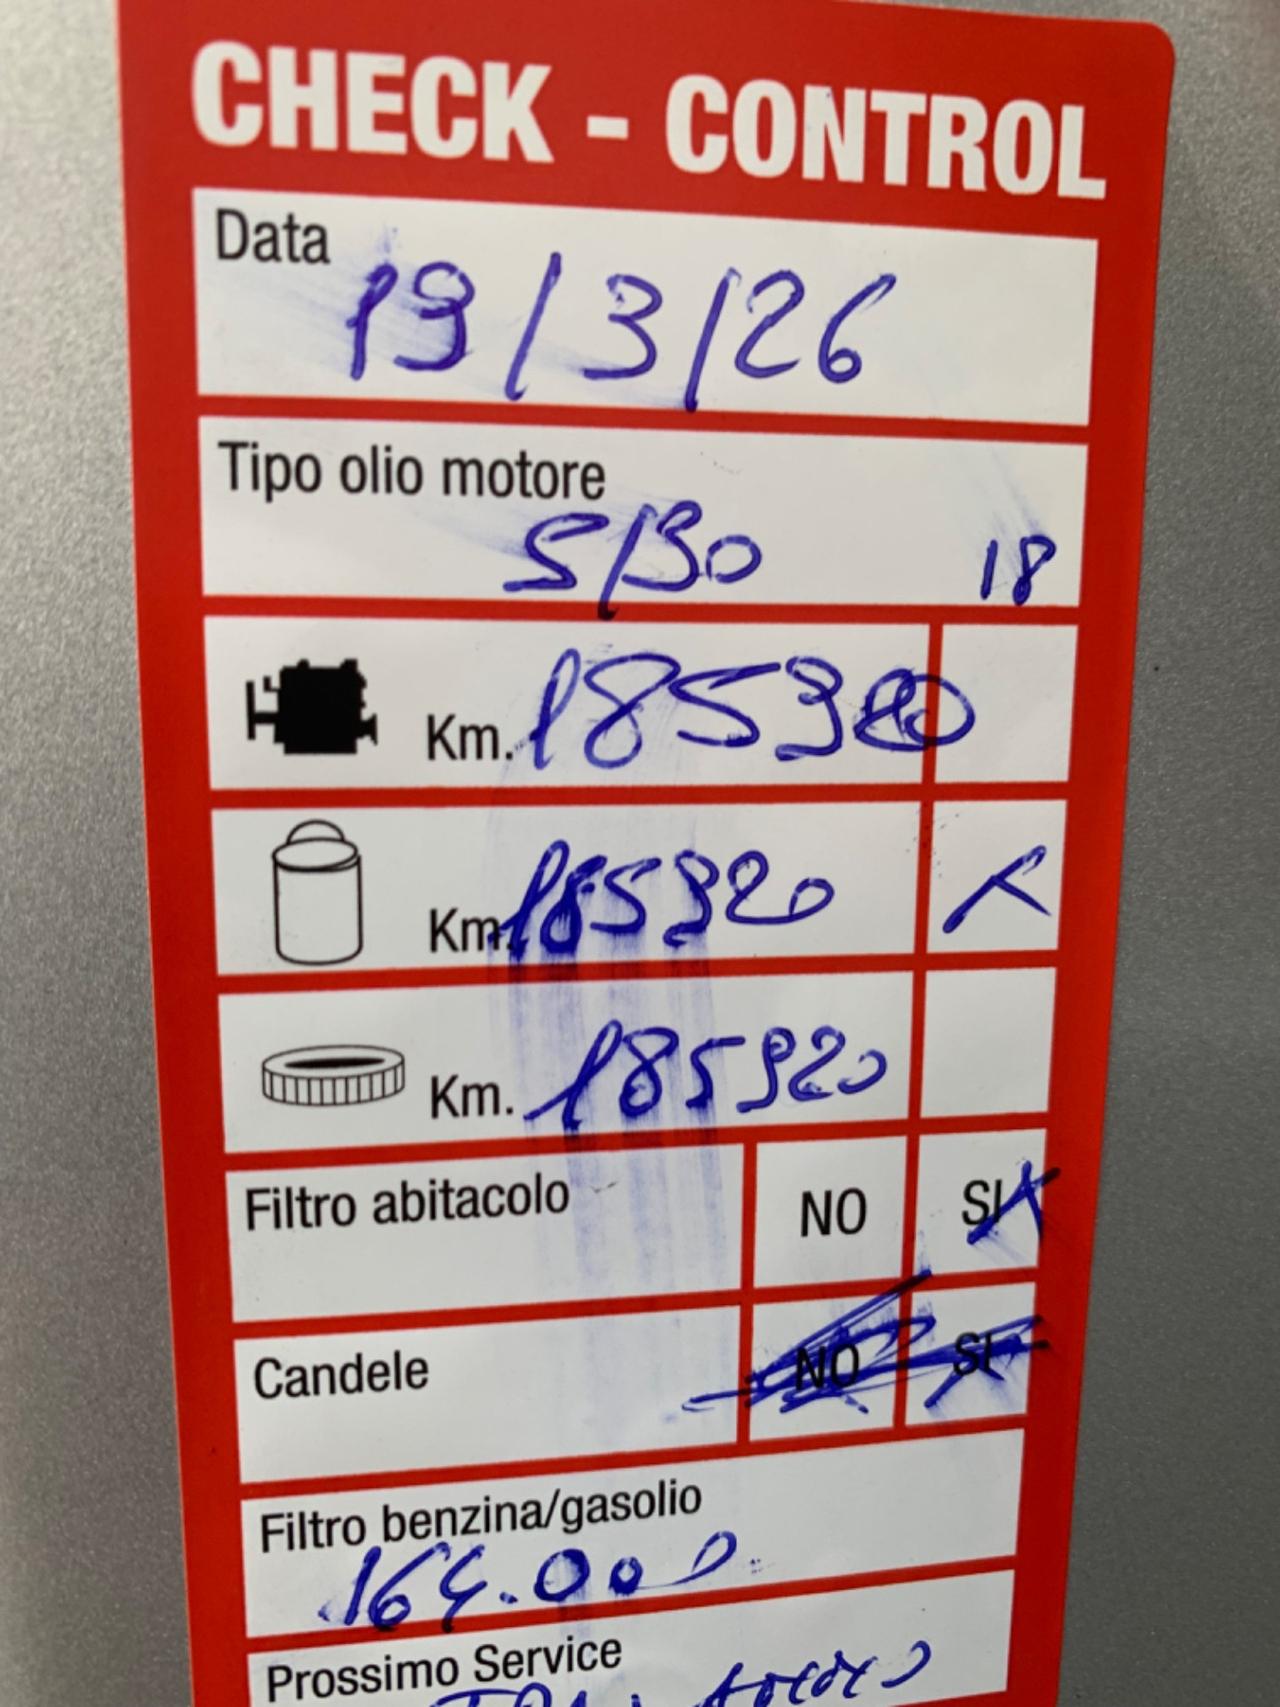 CHECK - CONTROL
Data
19/3/26
Tipo olio motore
5/30 18
Km. 185320
Km. 185320
Km. 185320
Filtro abitacolo NO SI
Candele NO SI
Filtro benzina/gasolio
164.000
Prossimo Service